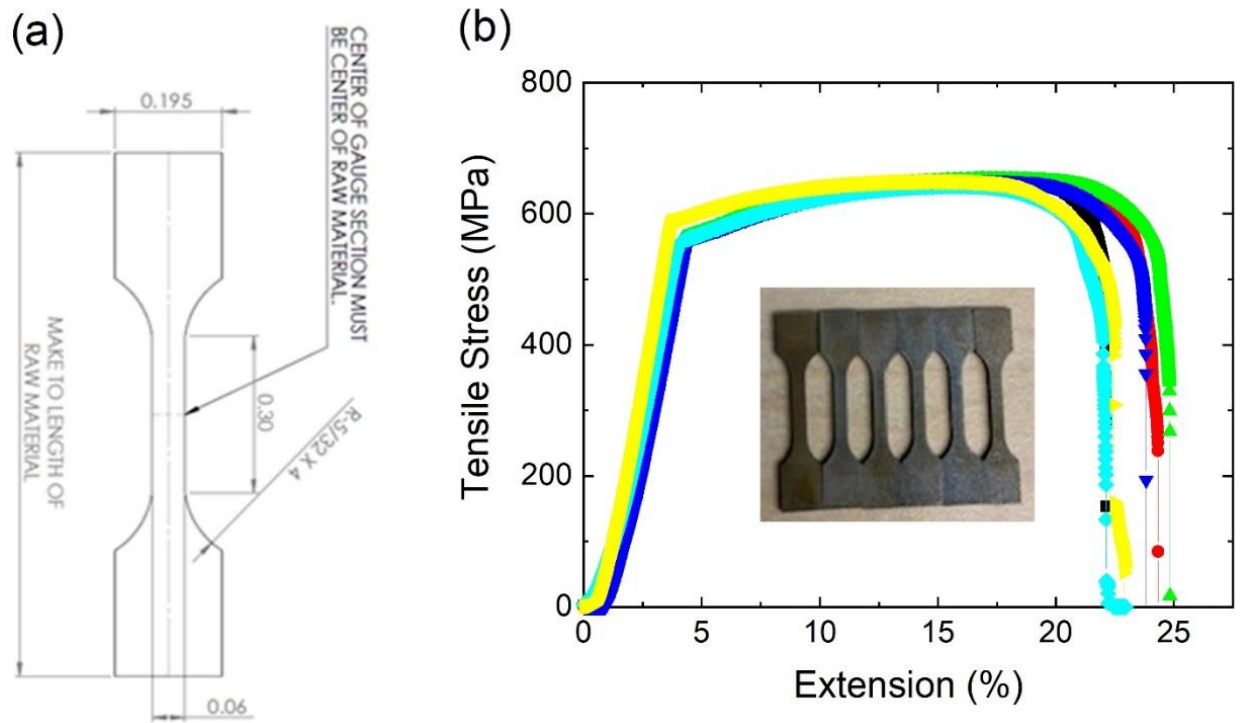 (a)
0.195
CENTER OF GAUGE SECTION MUST
BE CENTER OF RAW MATERIAL.
MAKE TO LENGTH OF
RAW MATERIAL
0.30
R-5/32 X 4
0.06
(b)
Tensile Stress (MPa)
800
600
400
200
0
0
5
10
15
20
25
Extension (%)